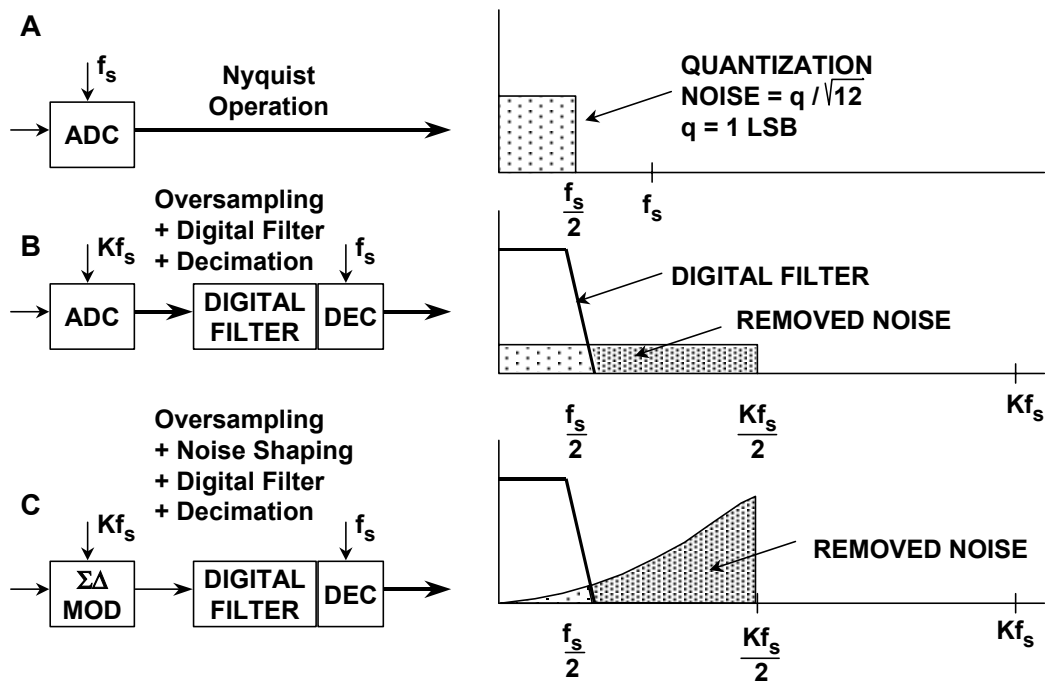 A
fs
ADC
Nyquist
Operation
QUANTIZATION
NOISE = q / √12
q = 1 LSB
fs
2
fs
B
Oversampling
+ Digital Filter
+ Decimation
Kfs
fs
ADC
DIGITAL
FILTER
DEC
DIGITAL FILTER
REMOVED NOISE
fs
2
Kfs
2
Kfs
C
Oversampling
+ Noise Shaping
+ Digital Filter
+ Decimation
Kfs
fs
ΣΔ
MOD
DIGITAL
FILTER
DEC
REMOVED NOISE
fs
2
Kfs
2
Kfs